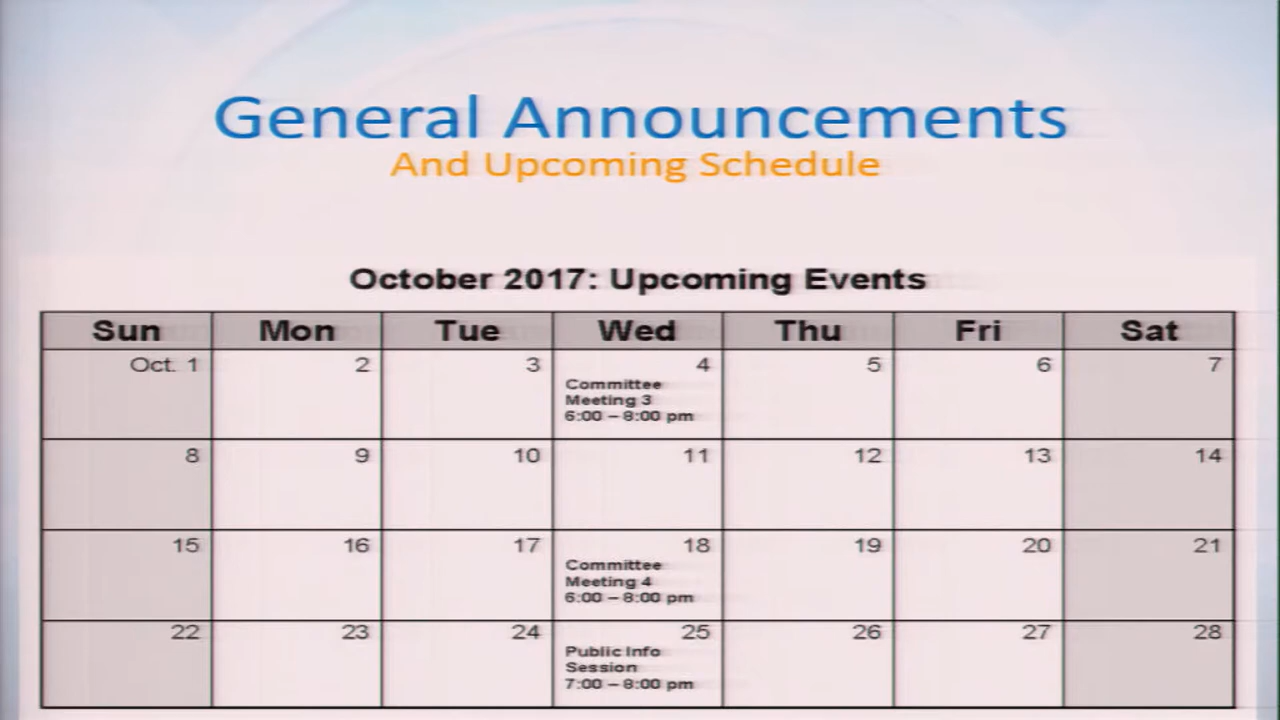 General Announcements
And Upcoming Schedule
October 2017: Upcoming Events
Sun Mon Tue Wed Thu Fri Sat
Oct. 1 2 3 4 5 6 7
Committee
Meeting 3
6:00 – 8:00 pm
8 9 10 11 12 13 14
15 16 17 18 19 20 21
Committee
Meeting 4
6:00 – 8:00 pm
22 23 24 25 26 27 28
Public Info
Session
7:00 – 8:00 pm